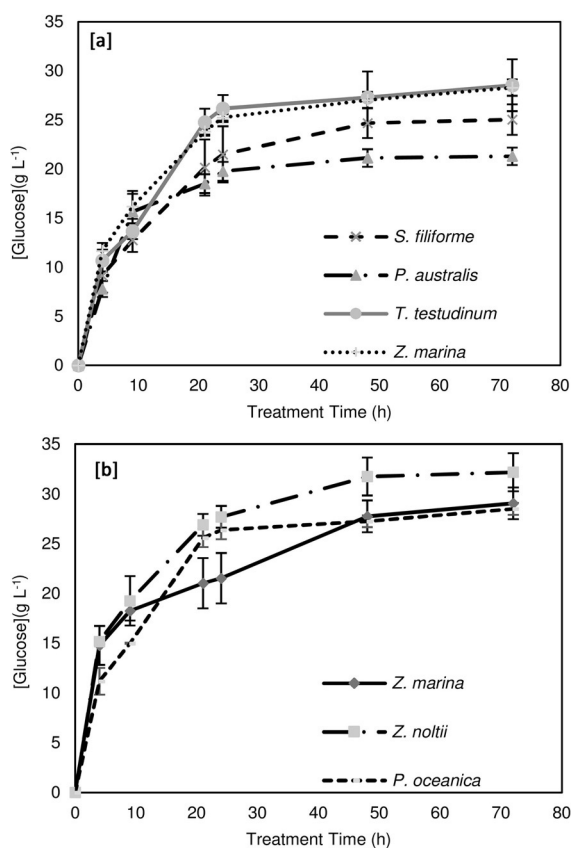 [a]
35
30
25
20
15
10
5
0
[Glucose](g L-1)
S. filiforme
P. australis
T. testudinum
Z. marina
0 10 20 30 40 50 60 70 80
Treatment Time (h)
[b]
35
30
25
20
15
10
5
0
[Glucose](g L-1)
Z. marina
Z. noltii
P. oceanica
0 10 20 30 40 50 60 70 80
Treatment Time (h)